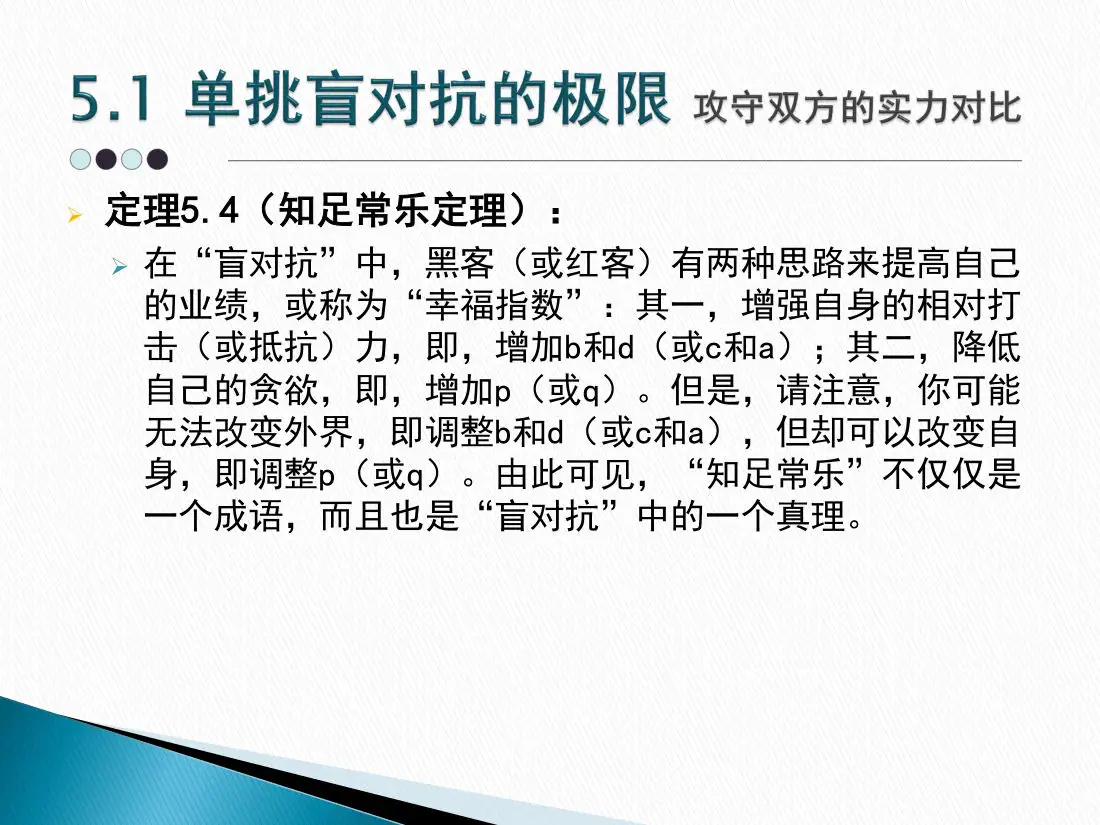 5.1 单挑盲对抗的极限 攻守双方的实力对比
定理5.4（知足常乐定理）：
在“盲对抗”中，黑客（或红客）有两种思路来提高自己
的业绩，或称为“幸福指数”：其一，增强自身的相对打
击（或抵抗）力，即，增加b和d（或c和a）；其二，降低
自己的贪欲，即，增加p（或q）。但是，请注意，你可能
无法改变外界，即调整b和d（或c和a），但却可以改变自
身，即调整p（或q）。由此可见，“知足常乐”不仅仅是
一个成语，而且也是“盲对抗”中的一个真理。